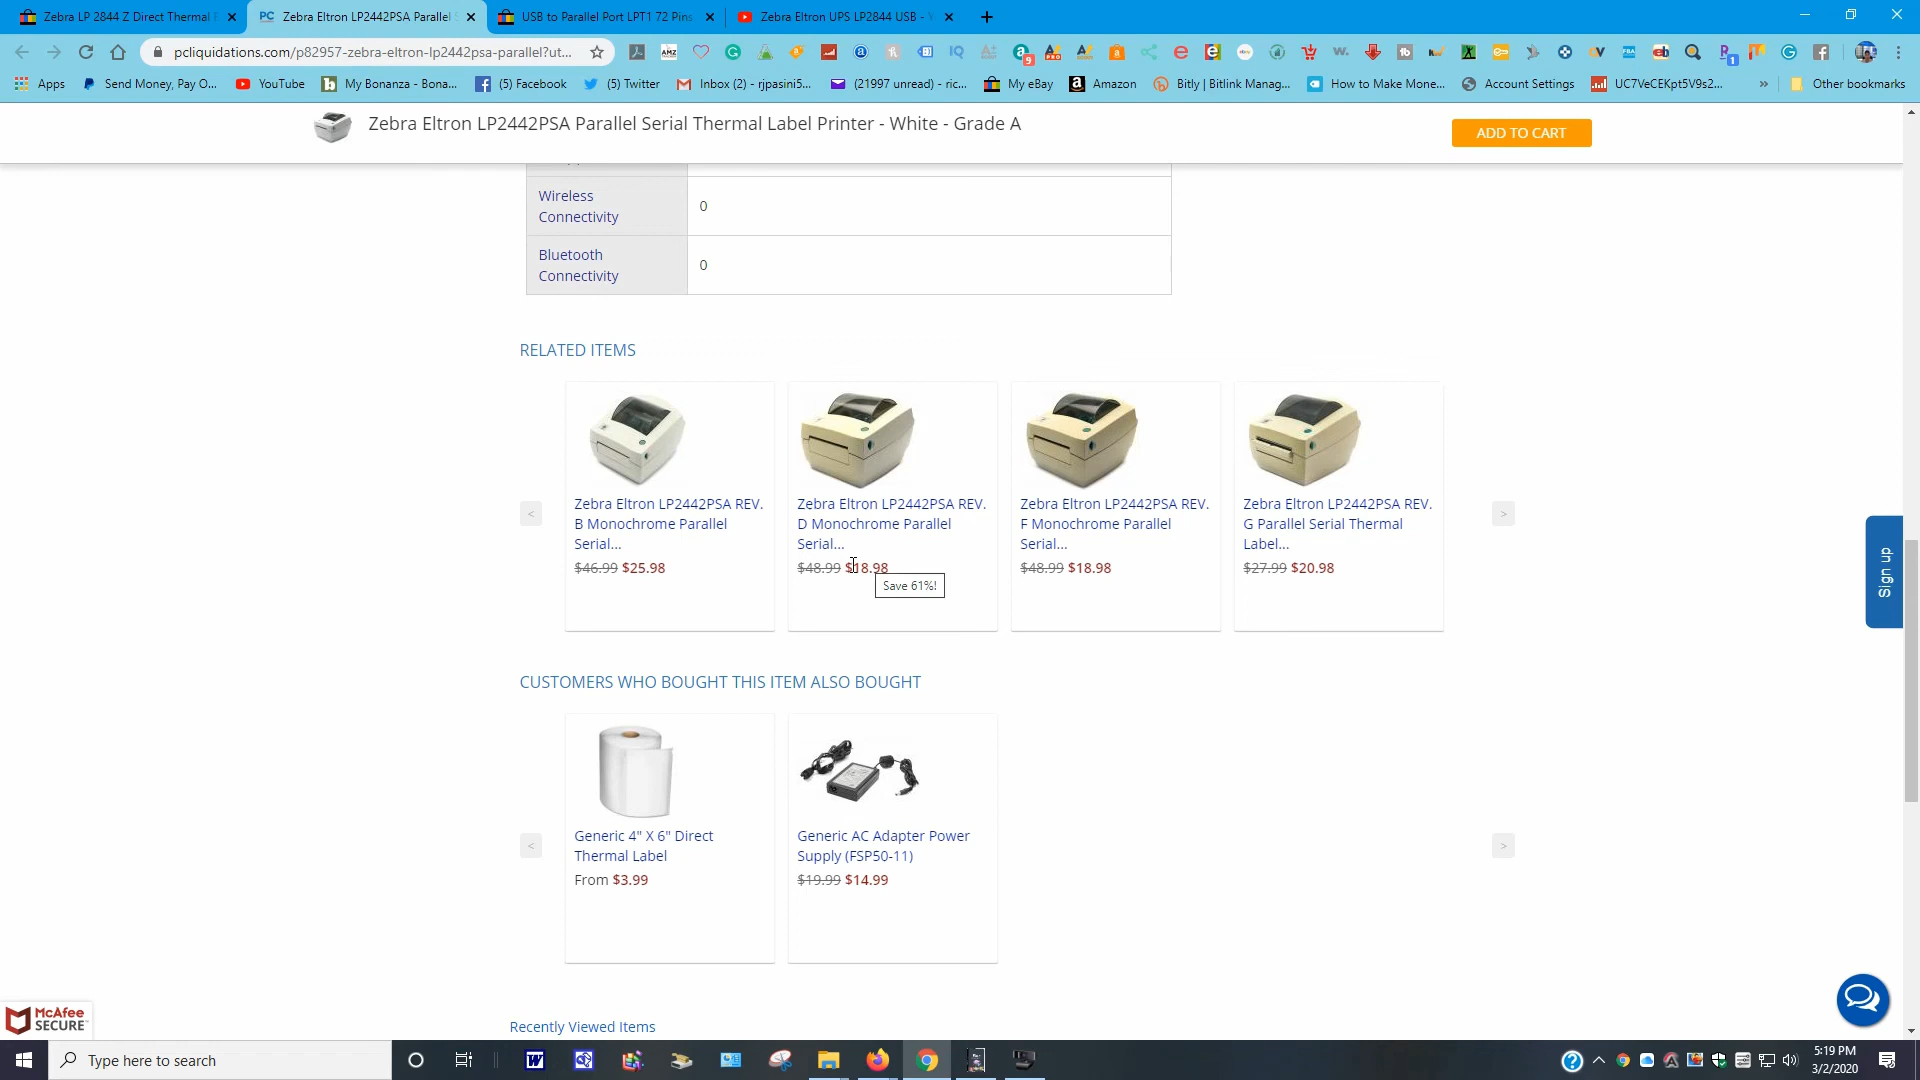 Zebra LP 2844 Z Direct Thermal
Zebra Eltron LP2442PSA Parallel
USB to Parallel Port LPT1 72 Pins
Zebra Eltron UPS LP2844 USB -
pcliquidations.com/p82957-zebra-eltron-lp2442psa-parallel?ut...
Apps
Send Money, Pay O...
YouTube
My Bonanza - Bona...
(5) Facebook
(5) Twitter
Inbox (2) - rjpasini5...
(21997 unread) - ric...
My eBay
Amazon
Bitly | Bitlink Manag...
How to Make Mone...
Account Settings
UC7VeCEKpt5V9s2...
»
Other bookmarks
Zebra Eltron LP2442PSA Parallel Serial Thermal Label Printer - White - Grade A
ADD TO CART
Wireless
Connectivity
0
Bluetooth
Connectivity
0
RELATED ITEMS
<
Zebra Eltron LP2442PSA REV.
B Monochrome Parallel
Serial...
$46.99 $25.98
Zebra Eltron LP2442PSA REV.
D Monochrome Parallel
Serial...
$48.99 $18.98
Save 61%!
Zebra Eltron LP2442PSA REV.
F Monochrome Parallel
Serial...
$48.99 $18.98
Zebra Eltron LP2442PSA REV.
G Parallel Serial Thermal
Label...
$27.99 $20.98
>
Sign up
CUSTOMERS WHO BOUGHT THIS ITEM ALSO BOUGHT
<
Generic 4" X 6" Direct
Thermal Label
From $3.99
Generic AC Adapter Power
Supply (FSP50-11)
$19.99 $14.99
>
Recently Viewed Items
McAfee
SECURE
Type here to search
5:19 PM
3/2/2020